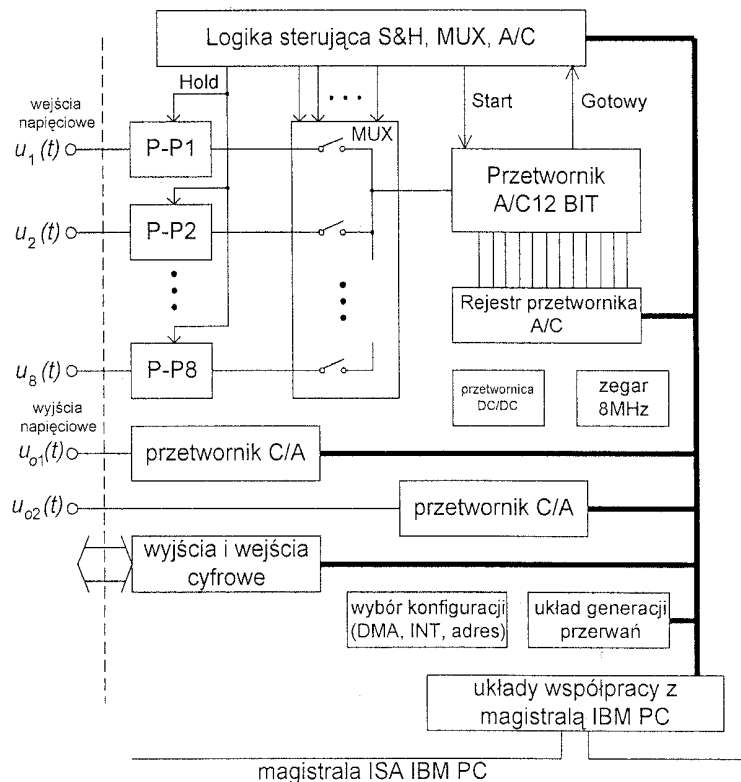 Logika sterująca S&H, MUX, A/C
Hold
Start
Gotowy
wejścia
napięciowe
u1(t)
P-P1
MUX
Przetwornik
A/C12 BIT
u2(t)
P-P2
Rejestr przetwornika
A/C
u8(t)
P-P8
przetwornica
DC/DC
zegar
8MHz
wyjścia
napięciowe
uo1(t)
przetwornik C/A
uo2(t)
przetwornik C/A
wyjścia i wejścia
cyfrowe
wybór konfiguracji
(DMA, INT, adres)
układ generacji
przerwań
układy współpracy z
magistralą IBM PC
magistrala ISA IBM PC